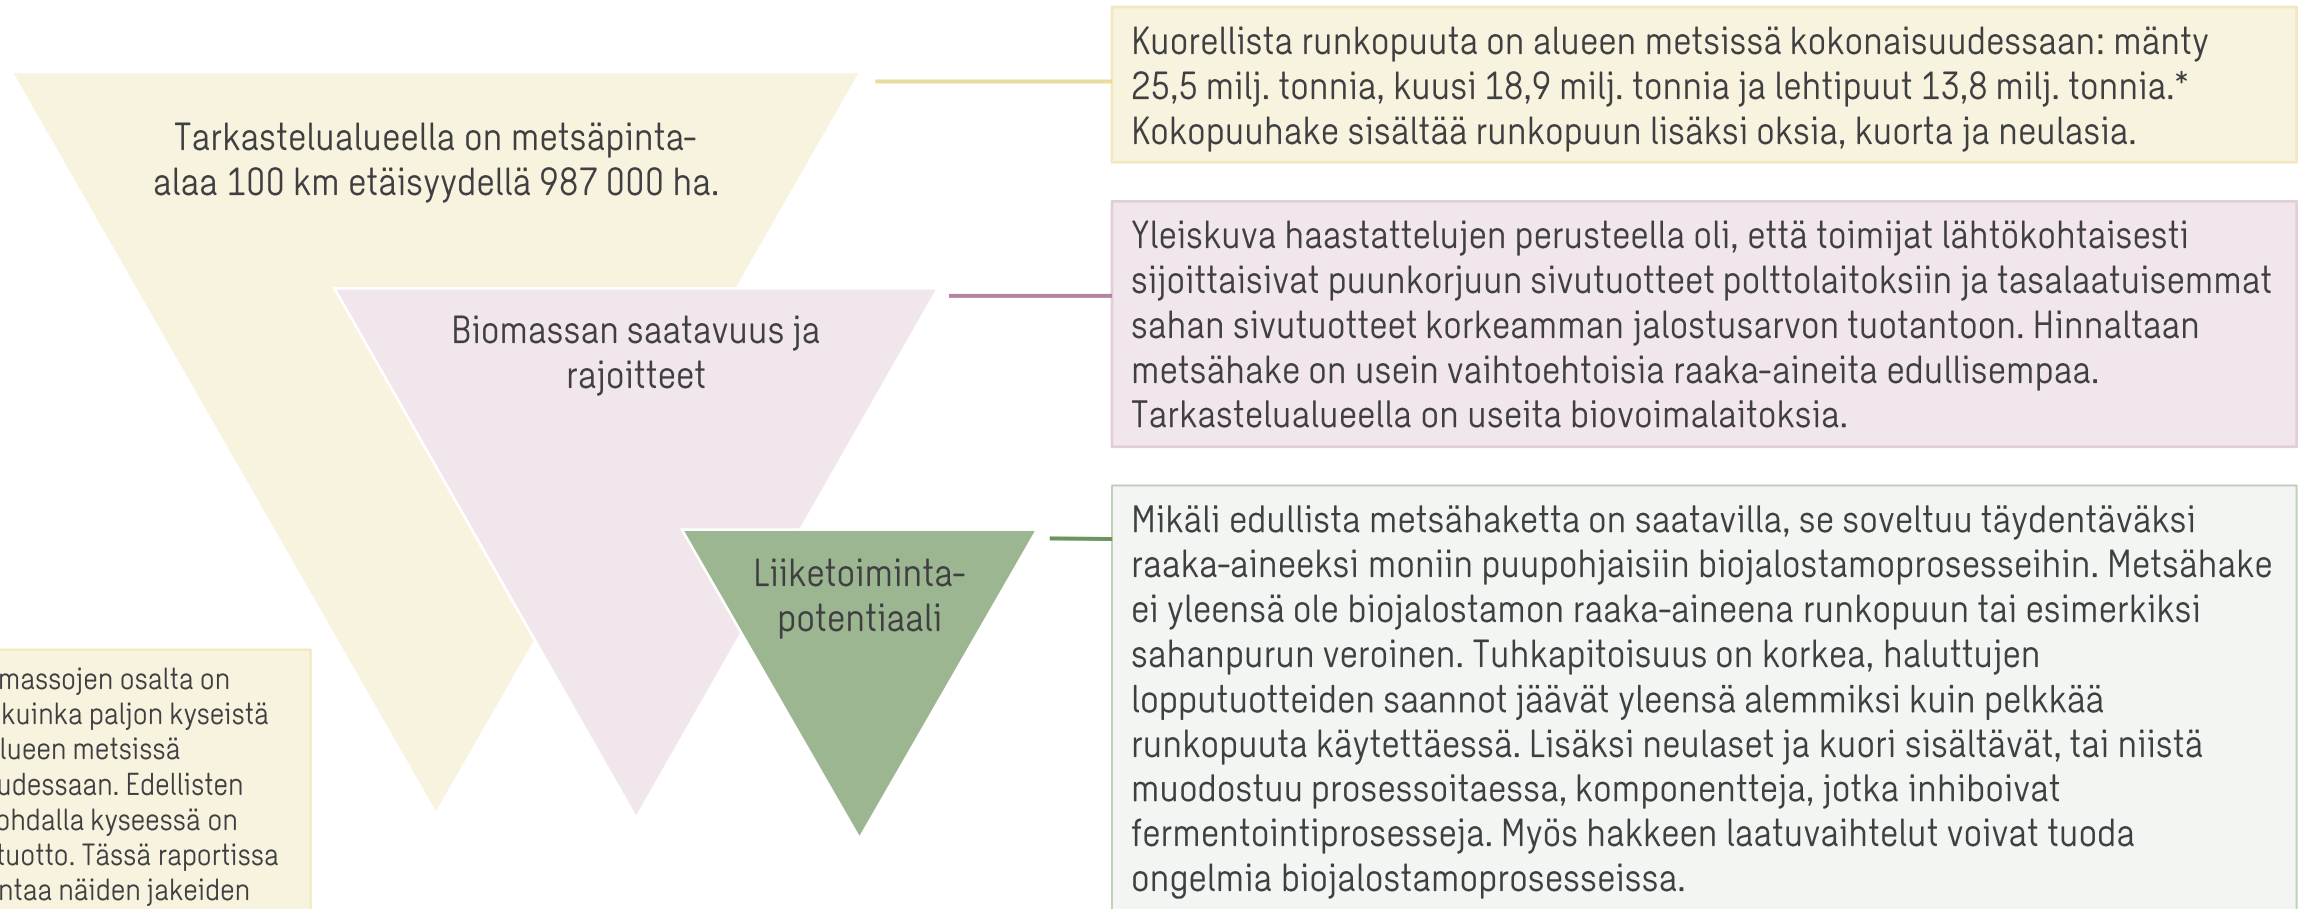 Tarkastelualueella on metsäpinta-
alaa 100 km etäisyydellä 987 000 ha.
Kuorellista runkopuuta on alueen metsissä kokonaisuudessaan: mänty
25,5 milj. tonnia, kuusi 18,9 milj. tonnia ja lehtipuut 13,8 milj. tonnia.*
Kokopuuhake sisältää runkopuun lisäksi oksia, kuorta ja neulasia.
Biomassan saatavuus ja
rajoitteet
Yleiskuva haastattelujen perusteella oli, että toimijat lähtökohtaisesti
sijoittaisivat puunkorjuun sivutuotteet polttolaitoksiin ja tasalaatuisemmat
sahan sivutuotteet korkeamman jalostusarvon tuotantoon. Hinnaltaan
metsähake on usein vaihtoehtoisia raaka-aineita edullisempaa.
Tarkastelualueella on useita biovoimalaitoksia.
Liiketoiminta-
potentiaali
Mikäli edullista metsähaketta on saatavilla, se soveltuu täydentäväksi
raaka-aineeksi moniin puupohjaisiin biojalostamoprosesseihin. Metsähake
ei yleensä ole biojalostamon raaka-aineena runkopuun tai esimerkiksi
sahanpurun veroinen. Tuhkapitoisuus on korkea, haluttujen
lopputuotteiden saannot jäävät yleensä alemmiksi kuin pelkkää
runkopuuta käytettäessä. Lisäksi neulaset ja kuori sisältävät, tai niistä
muodostuu prosessoitaessa, komponentteja, jotka inhiboivat
fermentointiprosesseja. Myös hakkeen laatuvaihtelut voivat tuoda
ongelmia biojalostamoprosesseissa.
massojen osalta on
kuinka paljon kyseistä
lueen metsissä
udessaan. Edellisten
ohdalla kyseessä on
tuotto. Tässä raportissa
ntaa näiden jakeiden